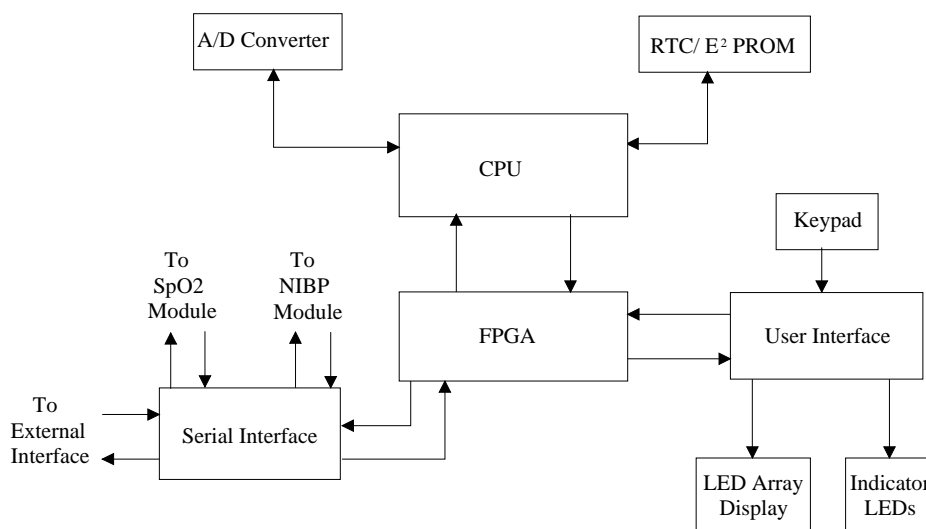 A/D Converter
RTC/ E² PROM
CPU
Keypad
To
SpO2
Module
To
NIBP
Module
FPGA
User Interface
To
External
Interface
Serial Interface
LED Array
Display
Indicator
LEDs